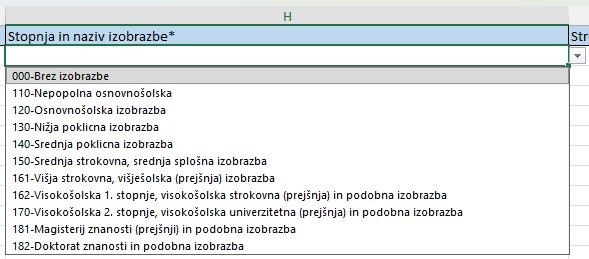 H
Stopnja in naziv izobrazbe*
Str
000-Brez izobrazbe
110-Nepopolna osnovnošolska
120-Osnovnošolska izobrazba
130-Nižja poklicna izobrazba
140-Srednja poklicna izobrazba
150-Srednja strokovna, srednja splošna izobrazba
161-Višja strokovna, višješolska (prejšnja) izobrazba
162-Visokošolska 1. stopnje, visokošolska strokovna (prejšnja) in podobna izobrazba
170-Visokošolska 2. stopnje, visokošolska univerzitetna (prejšnja) in podobna izobrazba
181-Magisterij znanosti (prejšnji) in podobna izobrazba
182-Doktorat znanosti in podobna izobrazba